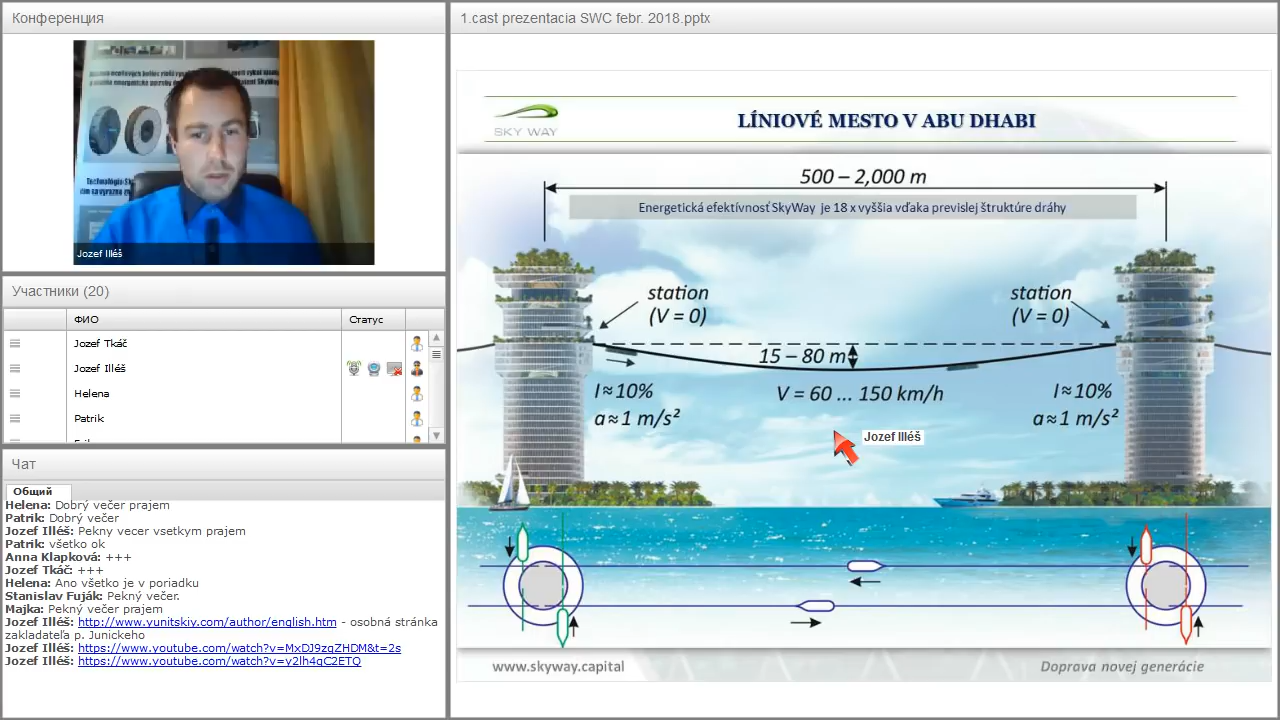 Конференция
Jozef Illéš
Участники (20)
ФИО
Статус
Jozef Tkáč
Jozef Illéš
Helena
Patrik
Чат
Общий
Helena: Dobrý večer prajem
Patrik: Dobrý večer
Jozef Illéš: Pekny vecer vsetkym prajem
Patrik: všetko ok
Anna Klapková: +++
Jozef Tkáč: +++
Helena: Ano všetko je v poriadku
Stanislav Fuják: Pekný večer.
Majka: Pekný večer prajem
Jozef Illéš: http://www.yunitskiy.com/author/english.htm - osobná stránka
zakladateľa p. Junického
Jozef Illéš: https://www.youtube.com/watch?v=MxDJ9zqZHDM&t=2s
Jozef Illéš: https://www.youtube.com/watch?v=y2lh4gC2ETQ
1.cast prezentacia SWC febr. 2018.pptx
SKY WAY
LÍNIOVÉ MESTO V ABU DHABI
500 – 2,000 m
Energetická efektívnosť SkyWay je 18 x vyššia vďaka previslej štruktúre dráhy
station
(V = 0)
station
(V = 0)
15 – 80 m
I ≈ 10%
a ≈ 1 m/s²
V = 60 ... 150 km/h
I ≈ 10%
a ≈ 1 m/s²
Jozef Illéš
www.skyway.capital
Doprava novej generácie